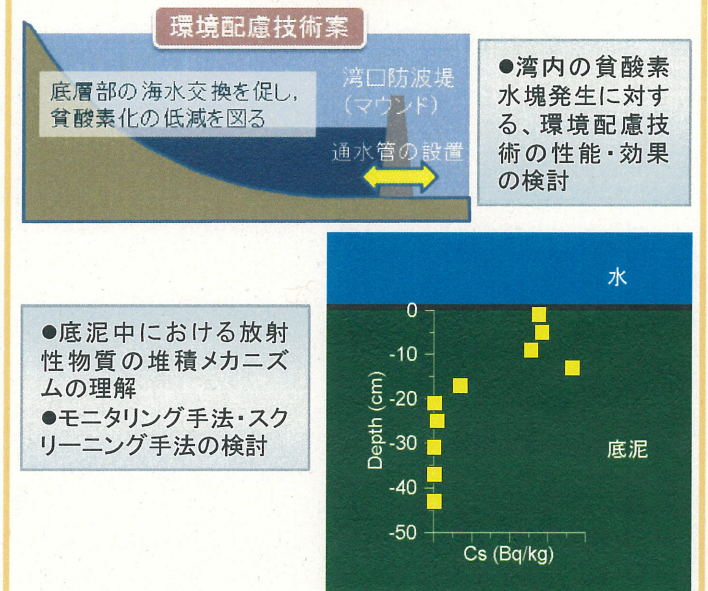 環境配慮技術案
底層部の海水交換を促し,
貧酸素化の低減を図る
湾口防波堤
(マウンド)
通水管の設置
●湾内の貧酸素
水塊発生に対す
る、環境配慮技
術の性能・効果
の検討
●底泥中における放射
性物質の堆積メカニズ
ムの理解
●モニタリング手法・スク
リーニング手法の検討
水
0
-10
-20
-30
-40
-50
Depth (cm)
底泥
Cs (Bq/kg)